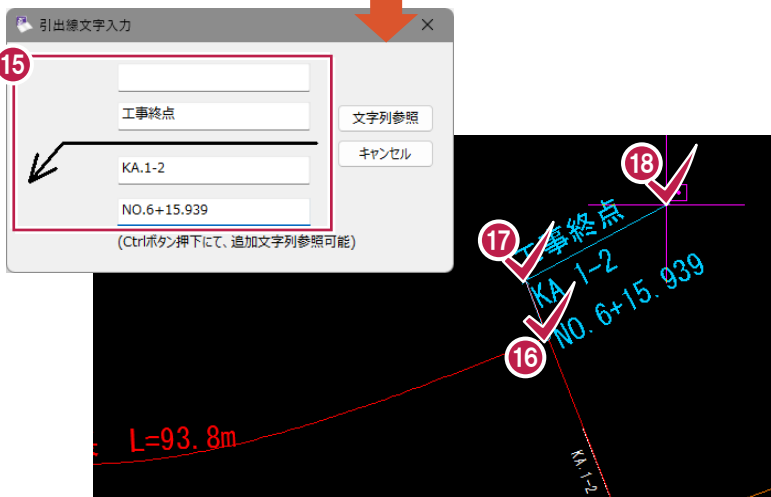 引出線文字入力
15
工事終点
文字列参照
キャンセル
KA.1-2
NO.6+15.939
(Ctrlボタン押下にて、追加文字列参照可能)
18
17
工事終点
KA 1-2
NO.6+15.939
16
L=93.8m
KA.1-2